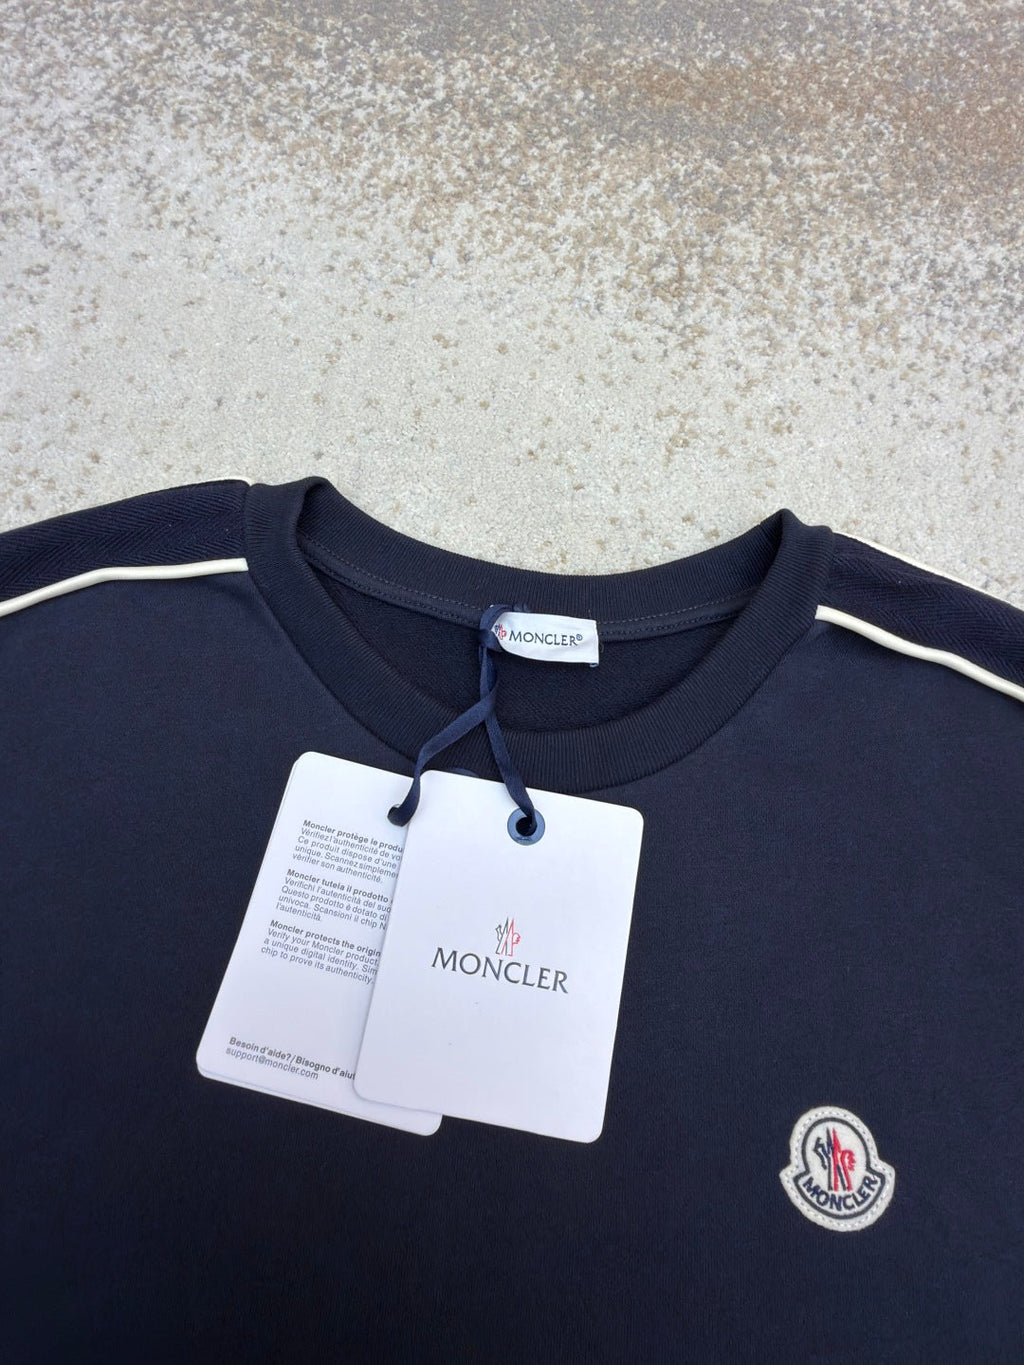 MONCLER®
Moncler protège le produ
Vérifiez l'authenticité de vo
Ce produit dispose d'une
unique. Scannez simpleme
vérifier son authenticité.
Moncler tutela il prodotto
Verifichi l'autenticità del suo
Questo prodotto è dotato di
univoca. Scansioni il chip N
l'autenticità.
Moncler protects the origin
Verify your Moncler product,
a unique digital identity. Sim
chip to prove its authenticity.
Besoin d'aide?/Bisogno d'aiut
support@moncler.com
MONCLER
MONCLER